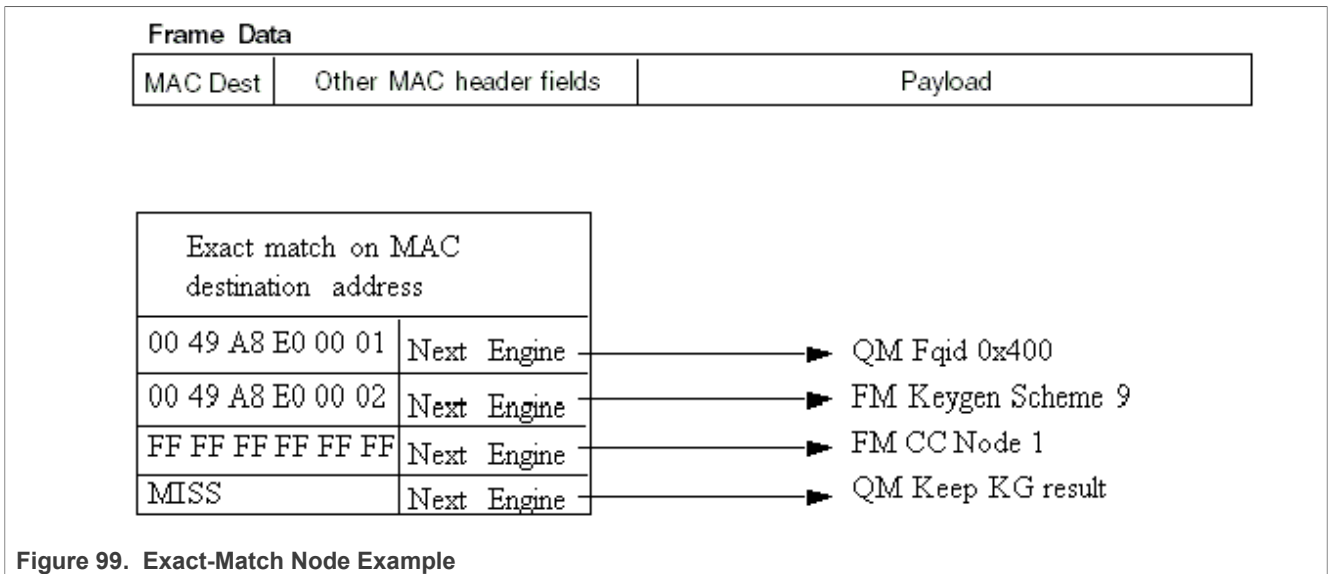 Frame Data
MAC Dest Other MAC header fields Payload
Exact match on MAC
destination address
00 49 A8 E0 00 01 Next Engine QM Fqid 0x400
00 49 A8 E0 00 02 Next Engine FM Keygen Scheme 9
FF FF FF FF FF FF Next Engine FM CC Node 1
MISS Next Engine QM Keep KG result
Figure 99. Exact-Match Node Example